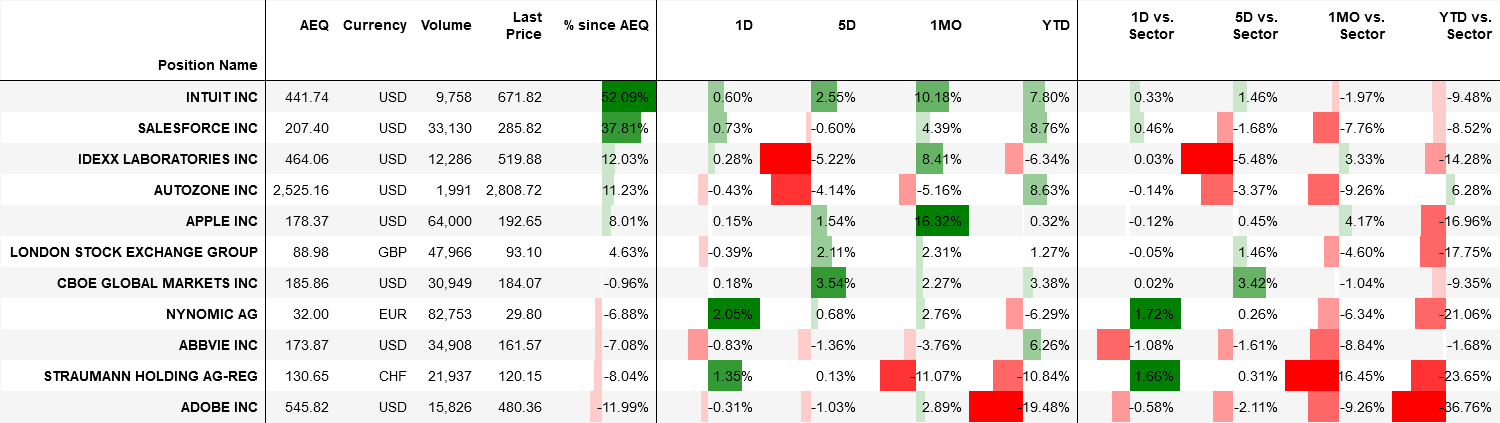 Position Name AEQ Currency Volume Last Price % since AEQ 1D 5D 1MO YTD 1D vs. Sector 5D vs. Sector 1MO vs. Sector YTD vs. Sector
INTUIT INC 441.74 USD 9,758 671.82 52.09% 0.60% 2.55% 10.18% 7.80% 0.33% 1.46% -1.97% -9.48%
SALESFORCE INC 207.40 USD 33,130 285.82 37.81% 0.73% -0.60% 4.39% 8.76% 0.46% -1.68% -7.76% -8.52%
IDEXX LABORATORIES INC 464.06 USD 12,286 519.88 12.03% 0.28% -5.22% 8.41% -6.34% 0.03% -5.48% 3.33% -14.28%
AUTOZONE INC 2,525.16 USD 1,991 2,808.72 11.23% -0.43% -4.14% -5.16% 8.63% -0.14% -3.37% -9.26% 6.28%
APPLE INC 178.37 USD 64,000 192.65 8.01% 0.15% 1.54% 16.32% 0.32% -0.12% 0.45% 4.17% -16.96%
LONDON STOCK EXCHANGE GROUP 88.98 GBP 47,966 93.10 4.63% -0.39% 2.11% 2.31% 1.27% -0.05% 1.46% -4.60% -17.75%
CBOE GLOBAL MARKETS INC 185.86 USD 30,949 184.07 -0.96% 0.18% 3.54% 2.27% 3.38% 0.02% 3.42% -1.04% -9.35%
NYNOMIC AG 32.00 EUR 82,753 29.80 -6.88% 2.05% 0.68% 2.76% -6.29% 1.72% 0.26% -6.34% -21.06%
ABBVIE INC 173.87 USD 34,908 161.57 -7.08% -0.83% -1.36% -3.76% 6.26% -1.08% -1.61% -8.84% -1.68%
STRAUMANN HOLDING AG-REG 130.65 CHF 21,937 120.15 -8.04% 1.35% 0.13% -11.07% -10.84% 1.66% 0.31% -16.45% -23.65%
ADOBE INC 545.82 USD 15,826 480.36 -11.99% -0.31% -1.03% 2.89% -19.48% -0.58% -2.11% -9.26% -36.76%